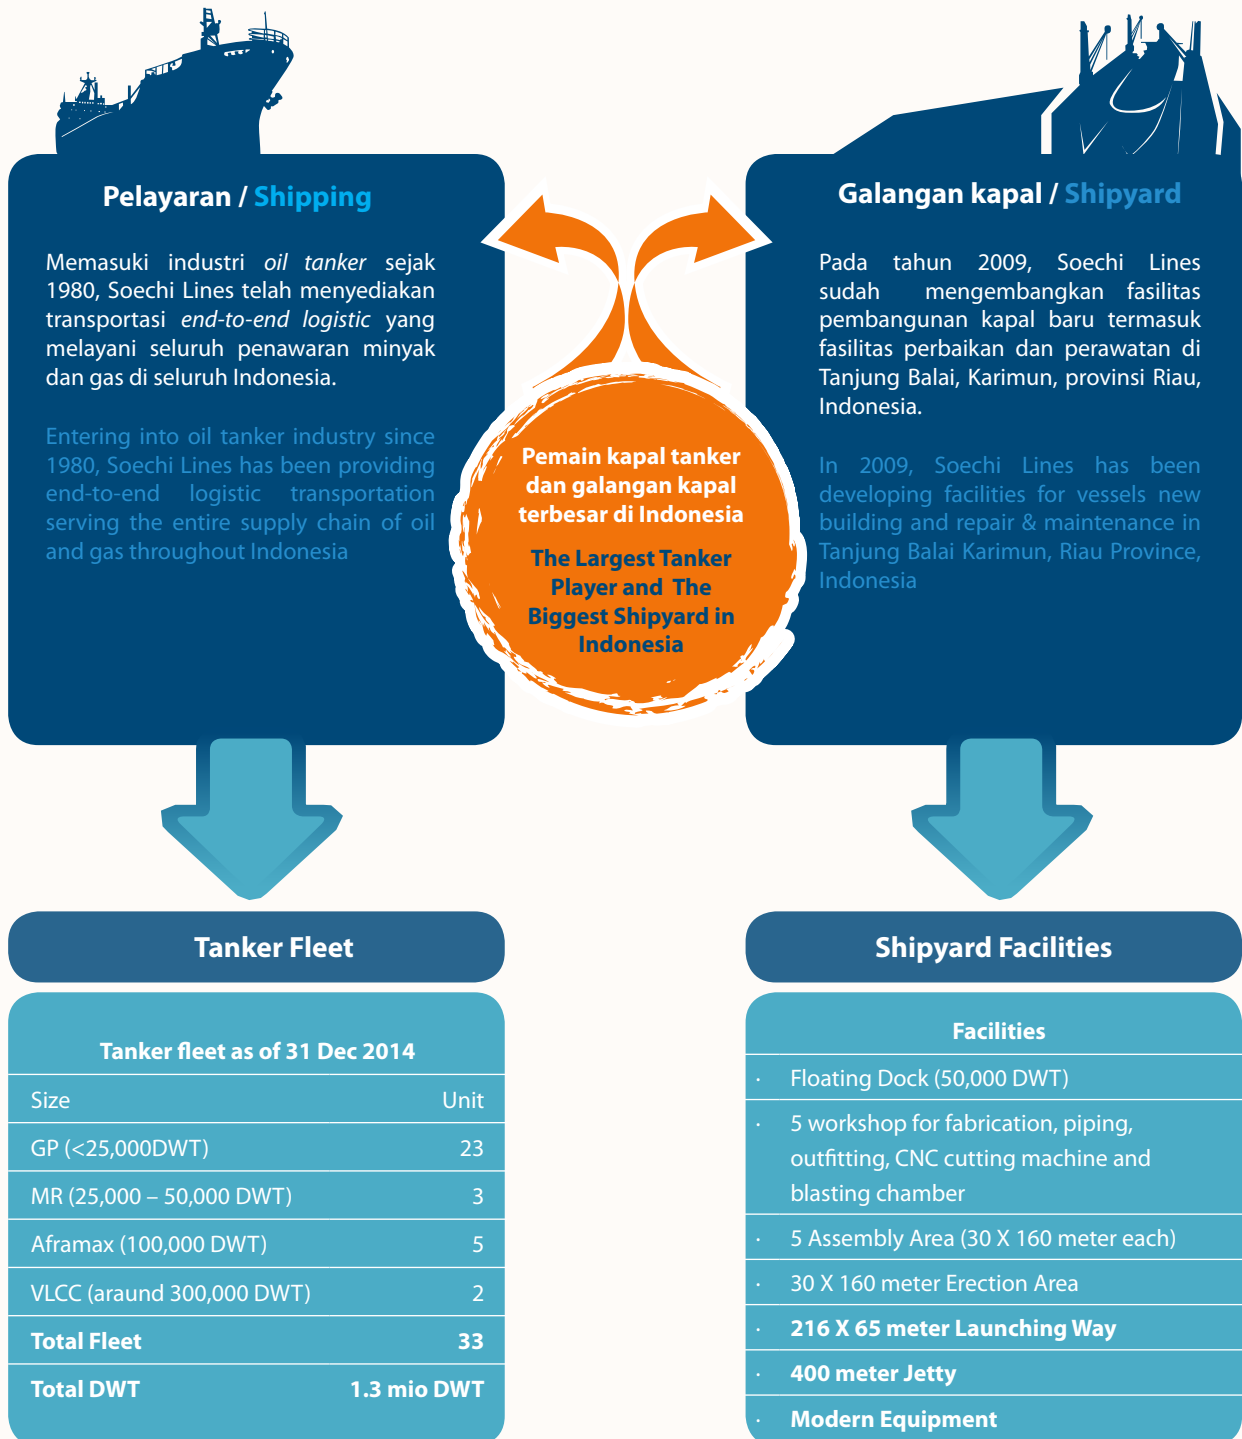 Pelayaran / Shipping
Memasuki industri oil tanker sejak
1980, Soechi Lines telah menyediakan
transportasi end-to-end logistic yang
melayani seluruh penawaran minyak
dan gas di seluruh Indonesia.
Entering into oil tanker industry since
1980, Soechi Lines has been providing
end-to-end logistic transportation
serving the entire supply chain of oil
and gas throughout Indonesia
Pemain kapal tanker
dan galangan kapal
terbesar di Indonesia
The Largest Tanker
Player and The
Biggest Shipyard in
Indonesia
Galangan kapal / Shipyard
Pada tahun 2009, Soechi Lines
sudah mengembangkan fasilitas
pembangunan kapal baru termasuk
fasilitas perbaikan dan perawatan di
Tanjung Balai, Karimun, provinsi Riau,
Indonesia.
In 2009, Soechi Lines has been
developing facilities for vessels new
building and repair & maintenance in
Tanjung Balai Karimun, Riau Province,
Indonesia
Tanker Fleet
Tanker fleet as of 31 Dec 2014
Size Unit
GP (<25,000DWT) 23
MR (25,000 – 50,000 DWT) 3
Aframax (100,000 DWT) 5
VLCC (araund 300,000 DWT) 2
Total Fleet 33
Total DWT 1.3 mio DWT
Shipyard Facilities
Facilities
· Floating Dock (50,000 DWT)
· 5 workshop for fabrication, piping,
outfitting, CNC cutting machine and
blasting chamber
· 5 Assembly Area (30 X 160 meter each)
· 30 X 160 meter Erection Area
· 216 X 65 meter Launching Way
· 400 meter Jetty
· Modern Equipment